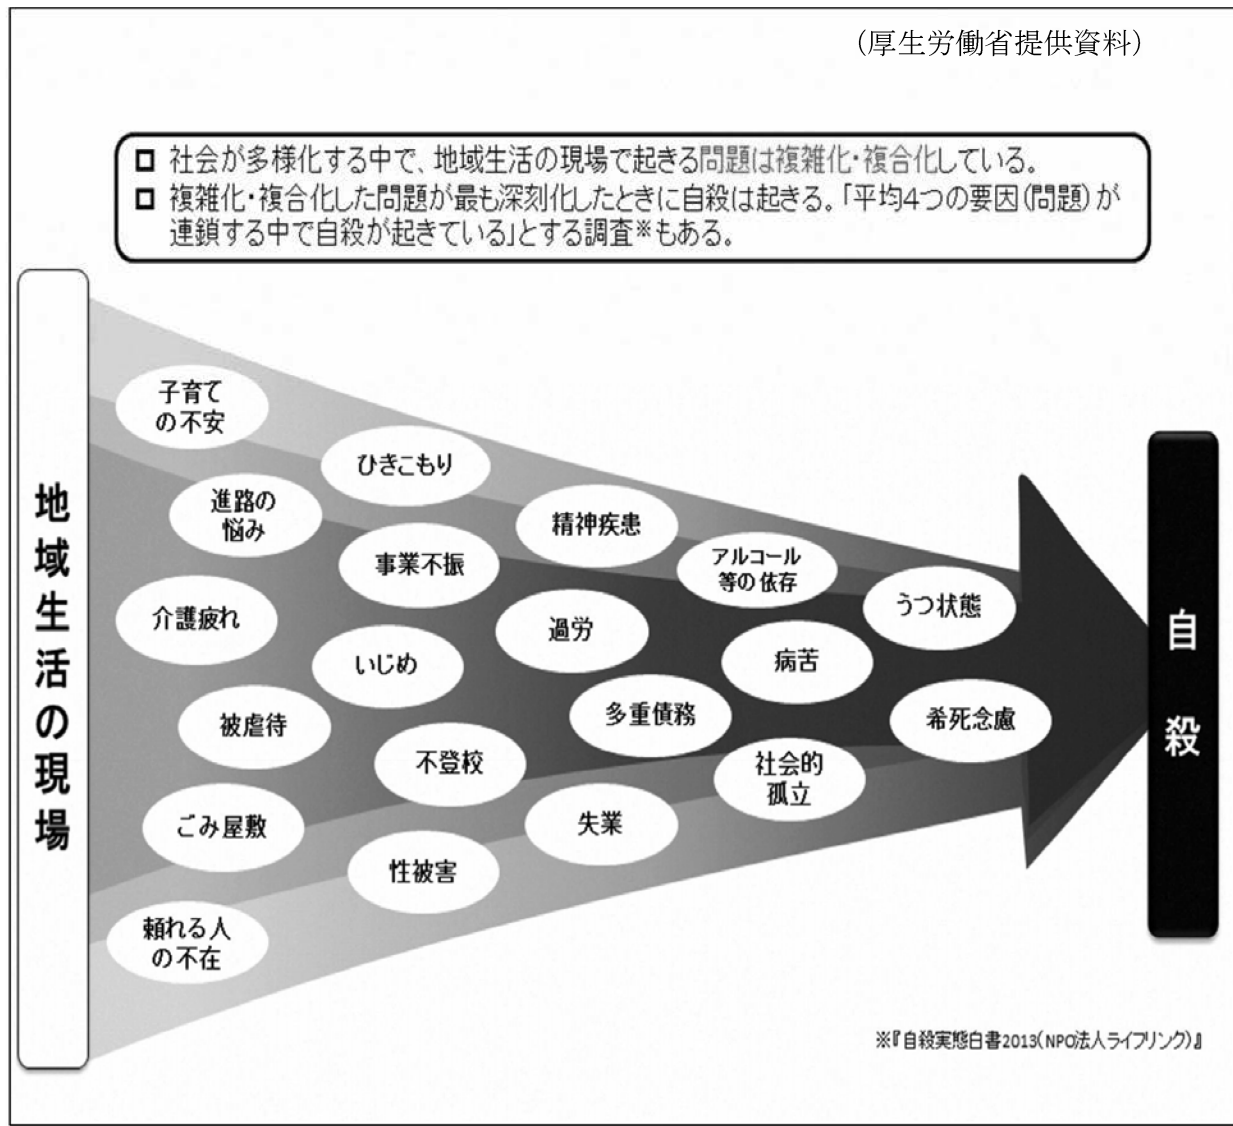 (厚生労働省提供資料)
□ 社会が多様化する中で、地域生活の現場で起きる問題は複雑化・複合化している。
□ 複雑化・複合化した問題が最も深刻化したときに自殺は起きる。「平均4つの要因(問題)が
連鎖する中で自殺が起きている」とする調査※もある。
地域生活の現場
子育て
の不安
ひきこもり
進路の
悩み
精神疾患
事業不振
アルコール
等の依存
うつ状態
介護疲れ
過労
いじめ
病苦
被虐待
多重債務
希死念慮
不登校
社会的
孤立
ごみ屋敷
失業
性被害
頼れる人
の不在
自殺
※『自殺実態白書2013(NPO法人ライフリンク)』